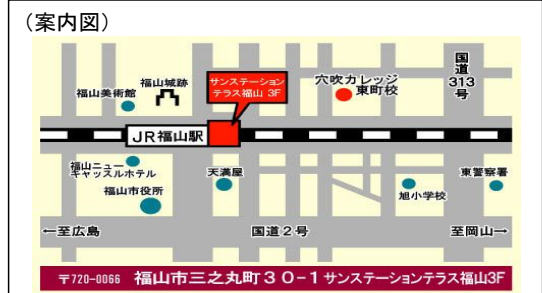 （案内図）
国道313号
福山城跡
サンステーション
テラス福山 3F
穴吹カレッジ
東町校
福山美術館
JR福山駅
福山ニュー
キャッスルホテル
天満屋
東警察署
福山市役所
旭小学校
←至広島
国道２号
至岡山→
〒720-0066 福山市三之丸町３０−１サンステーションテラス福山3F